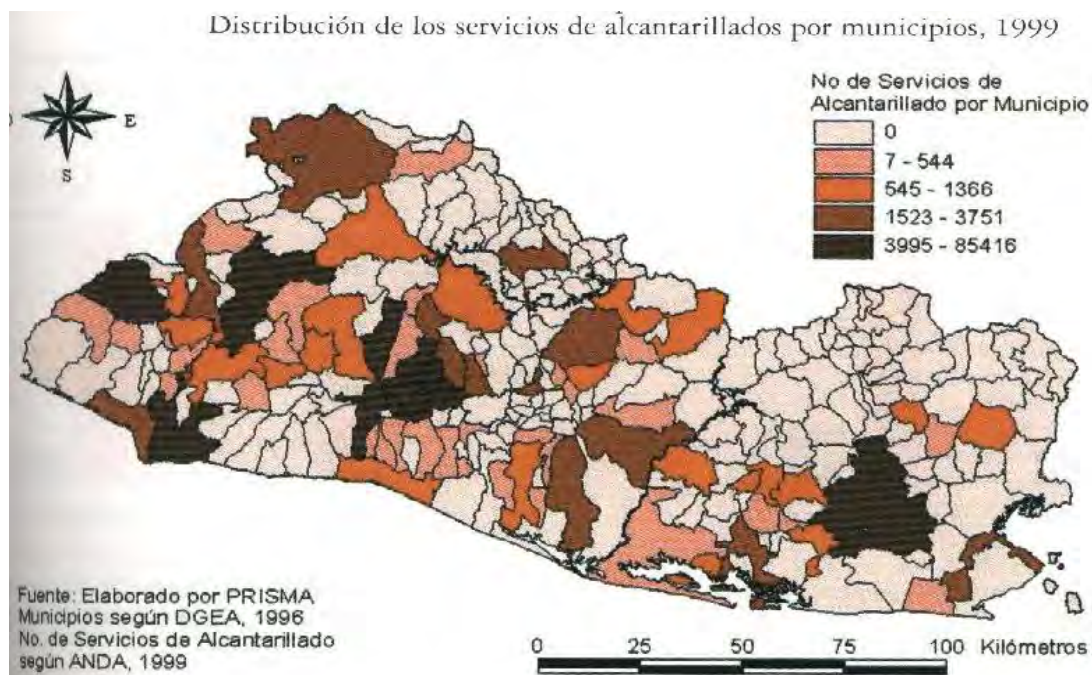 Distribución de los servicios de alcantarillados por municipios, 1999
E
S
No de Servicios de
Alcantarillado por Municipio
0
7 - 544
545 - 1366
1523 - 3751
3995 - 85416
Fuente: Elaborado por PRISMA
Municipios según DGEA, 1996
No. de Servicios de Alcantarillado
según ANDA, 1999
0 25 50 75 100 Kilómetros